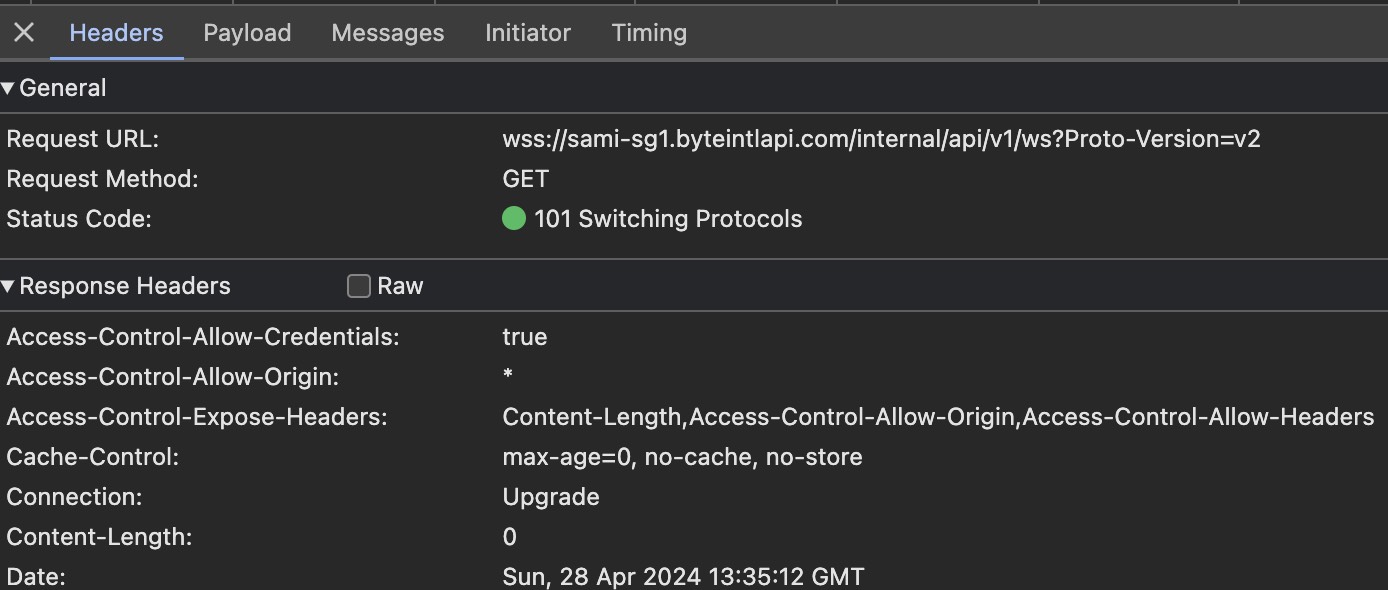 Headers Payload Messages Initiator Timing
General
Request URL: wss://sami-sg1.byteintlapi.com/internal/api/v1/ws?Proto-Version=v2
Request Method: GET
Status Code: 101 Switching Protocols
Response Headers Raw
Access-Control-Allow-Credentials: true
Access-Control-Allow-Origin: *
Access-Control-Expose-Headers: Content-Length,Access-Control-Allow-Origin,Access-Control-Allow-Headers
Cache-Control: max-age=0, no-cache, no-store
Connection: Upgrade
Content-Length: 0
Date: Sun, 28 Apr 2024 13:35:12 GMT